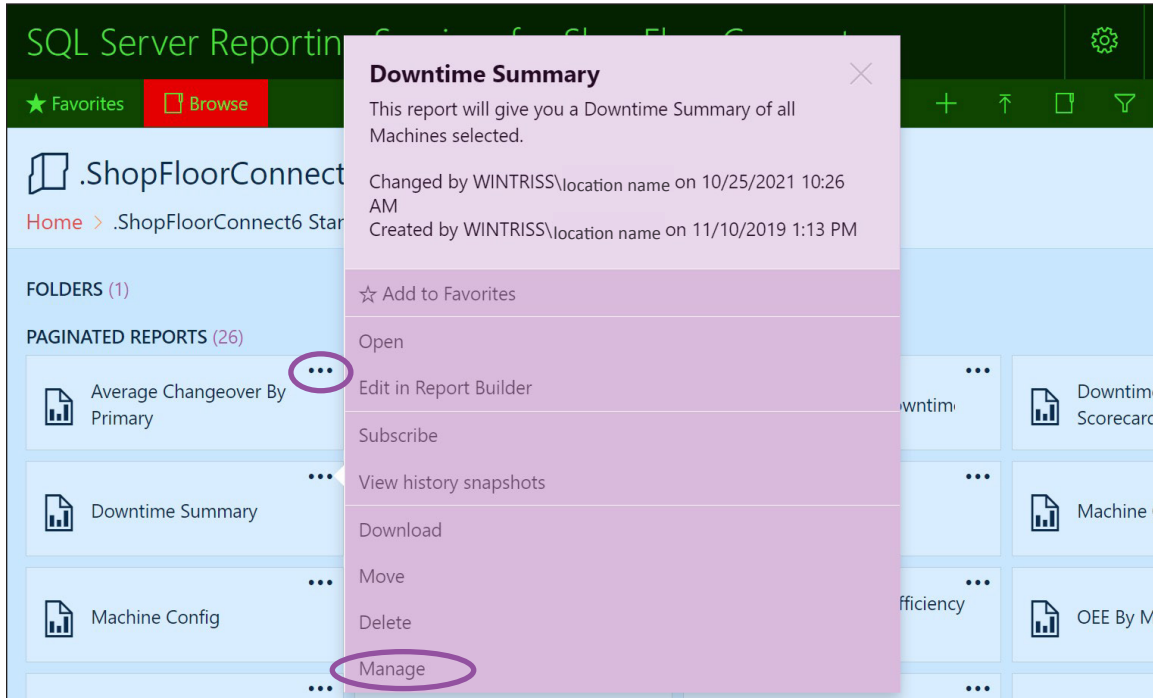 SQL Server Reportin
Favorites
Browse
.ShopFloorConnect
Home > .ShopFloorConnect6 Star
FOLDERS (1)
PAGINATED REPORTS (26)
Average Changeover By
Primary
Downtime Summary
Machine Config
Downtime Summary
This report will give you a Downtime Summary of all
Machines selected.
Changed by WINTRISS\location name on 10/25/2021 10:26
AM
Created by WINTRISS\location name on 11/10/2019 1:13 PM
Add to Favorites
Open
Edit in Report Builder
Subscribe
View history snapshots
Download
Move
Delete
Manage
owntim
fficiency
Downtim
Scorecard
Machine
OEE By M